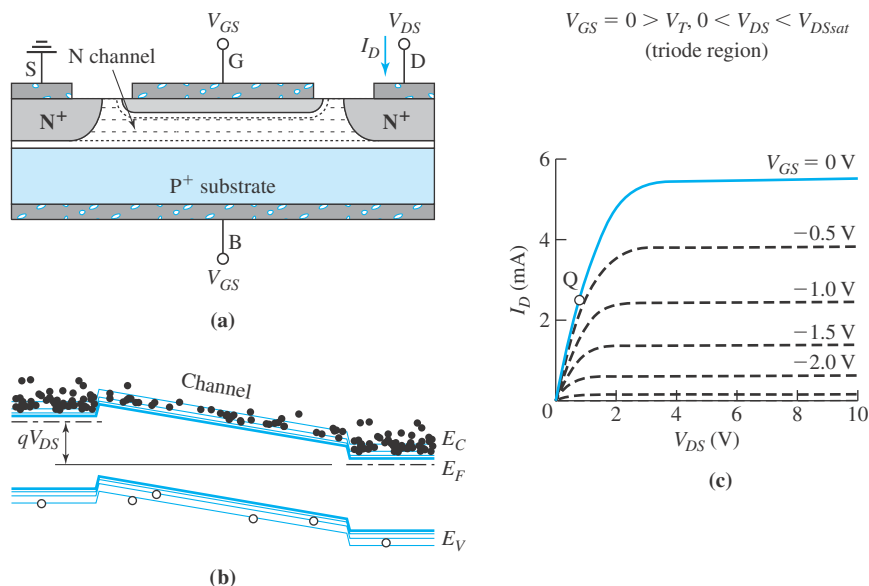 V_GS
V_DS
I_D
N channel
S
G
D
N⁺
N⁺
P⁺ substrate
B
V_GS
(a)
Channel
qV_DS
E_C
E_F
E_V
(b)
V_GS = 0 > V_T, 0 < V_DS < V_DSsat
(triode region)
6
4
2
0
I_D (mA)
Q
V_GS = 0 V
−0.5 V
−1.0 V
−1.5 V
−2.0 V
2
4
6
8
10
V_DS (V)
(c)